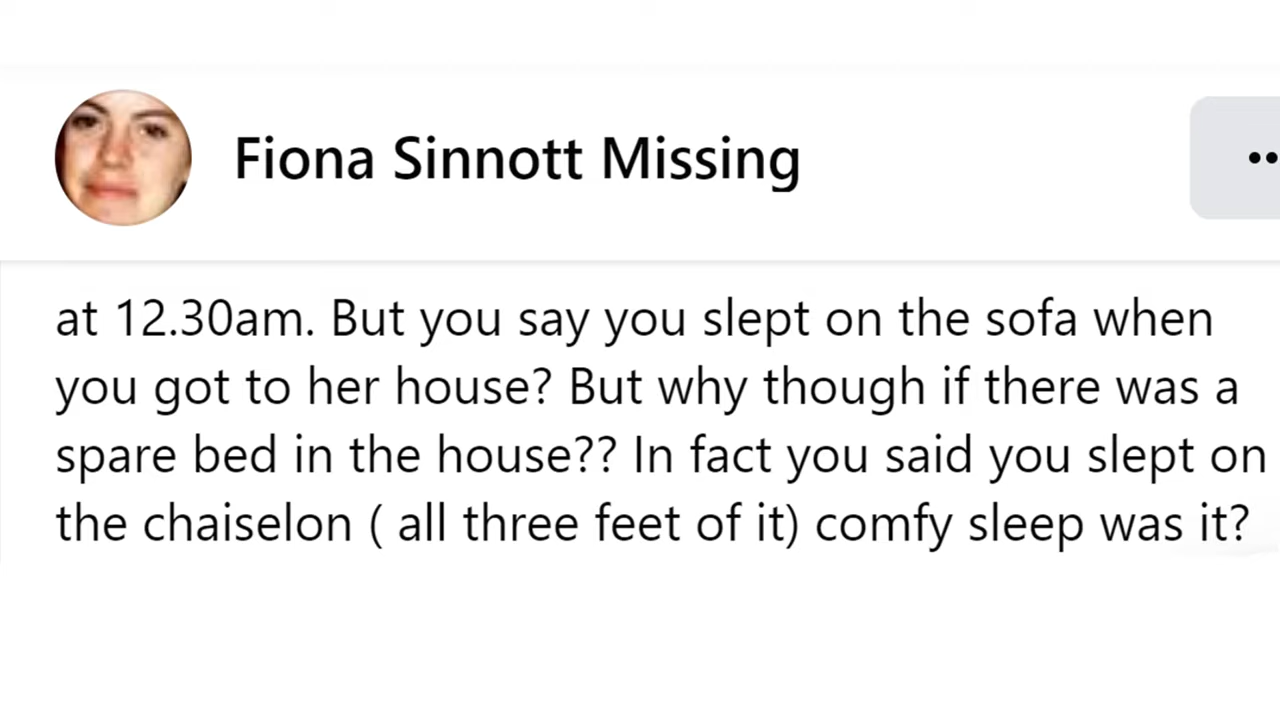 Fiona Sinnott Missing
at 12.30am. But you say you slept on the sofa when
you got to her house? But why though if there was a
spare bed in the house?? In fact you said you slept on
the chaiselon ( all three feet of it) comfy sleep was it?